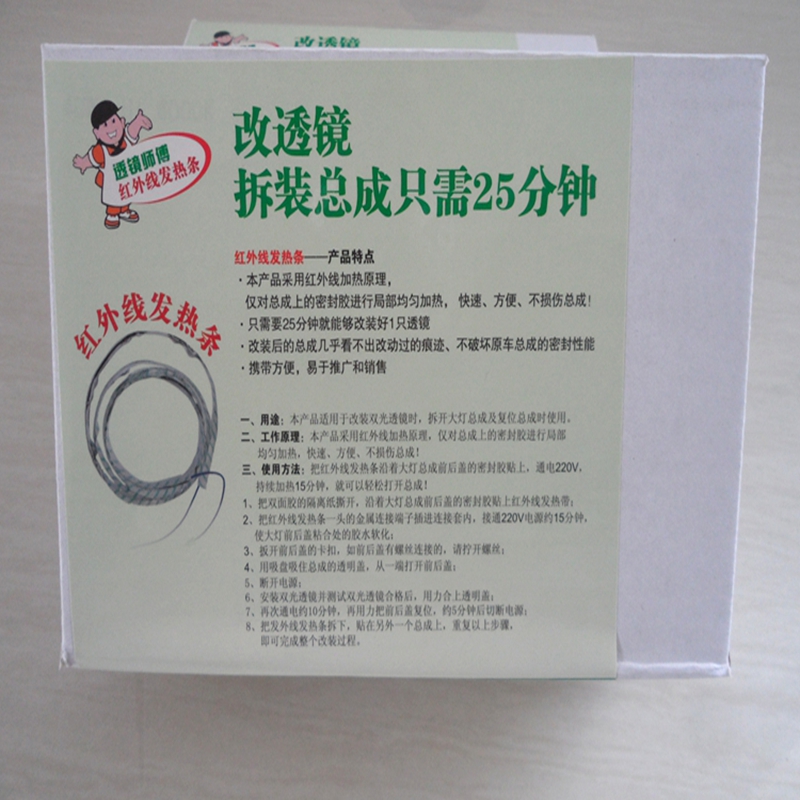 改透镜
透镜师傅
红外线发热条
改透镜
拆装总成只需25分钟
红外线发热条
红外线发热条——产品特点
·本产品采用红外线加热原理，
仅对总成上的密封胶进行局部均匀加热，快速、方便、不损伤总成！
·只需要25分钟就能够改装好1只透镜
·改装后的总成几乎看不出改动过的痕迹、不破坏原车总成的密封性能
·携带方便，易于推广和销售
一、用途：本产品适用于改装双光透镜时，拆开大灯总成及复位总成时使用。
二、工作原理：本产品采用红外线加热原理，仅对总成上的密封胶进行局部
均匀加热，快速、方便、不损伤总成！
三、使用方法：把红外线发热条沿着大灯总成前后盖的密封胶贴上，通电220V，
持续加热15分钟，就可以轻松打开总成！
1、把双面胶的隔离纸撕开，沿着大灯总成前后盖的密封胶贴上红外线发热带；
2、把红外线发热条一头的金属连接端子插进连接套内，接通220V电源约15分钟，
使大灯前后盖粘合处的胶水软化；
3、扳开前后盖的卡扣，如前后盖有螺丝连接的，请拧开螺丝；
4、用吸盘吸住总成的透明盖，从一端打开前后盖；
5、断开电源；
6、安装双光透镜并测试双光透镜合格后，用力合上透明盖；
7、再次通电约10分钟，再用力把前后盖复位，约5分钟后切断电源；
8、把发外线发热条拆下，贴在另外一个总成上，重复以上步骤，
即可完成整个改装过程。